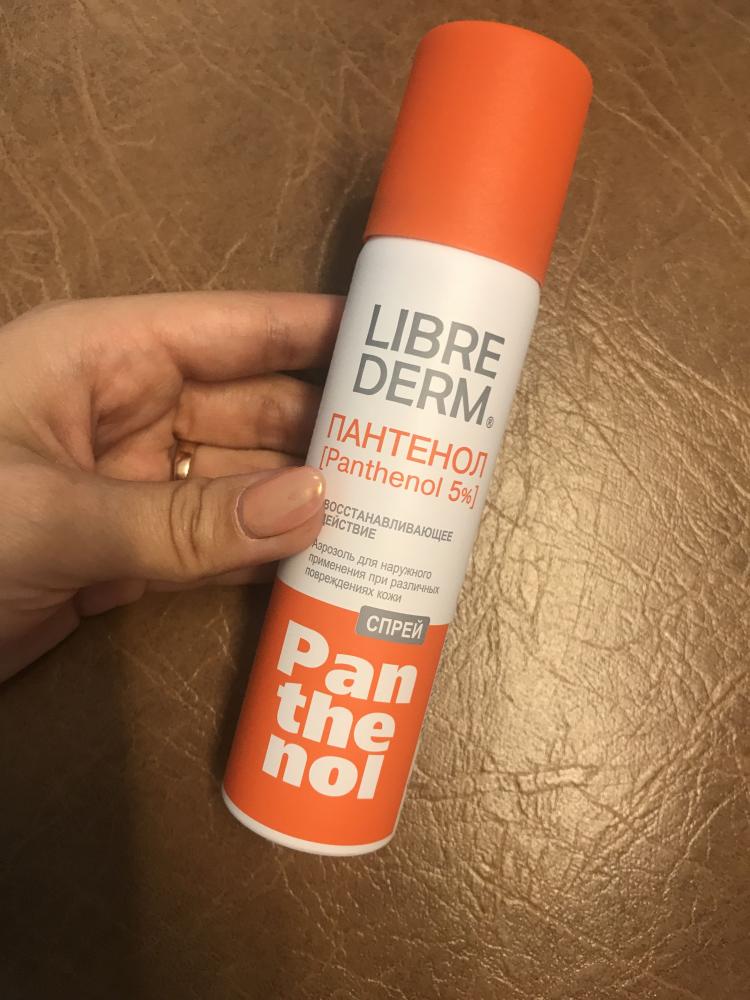 LIBRE
DERM®
ПАНТЕНОЛ
[Panthenol 5%]
ВОССТАНАВЛИВАЮЩЕЕ
ДЕЙСТВИЕ
Аэрозоль для наружного
применения при различных
повреждениях кожи
СПРЕЙ
Pan
the
nol